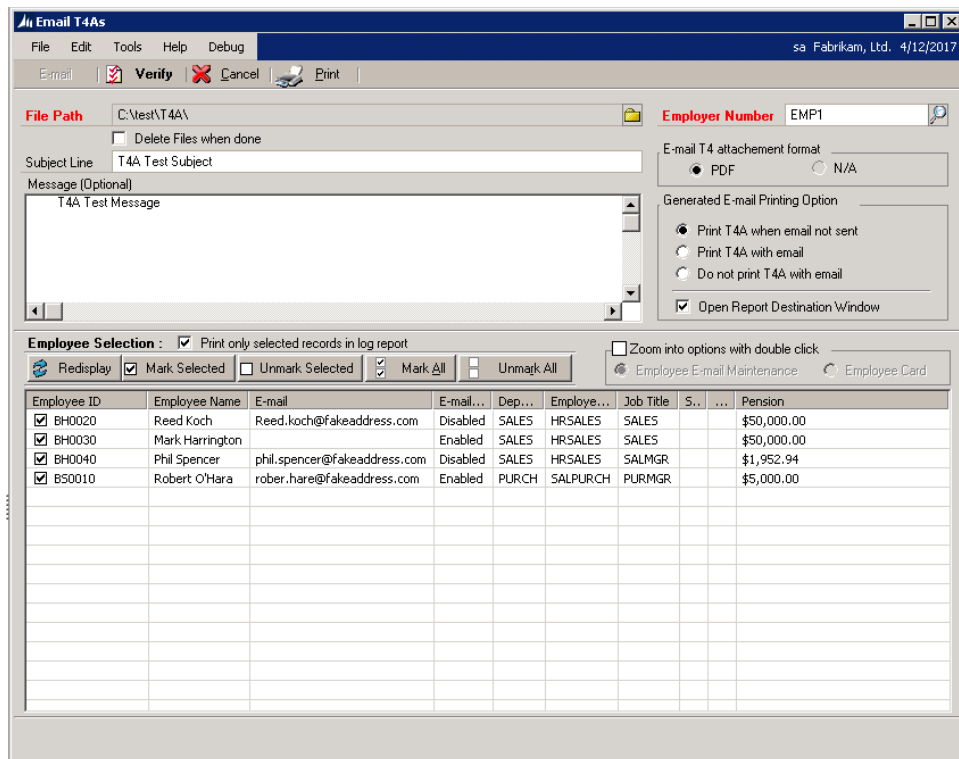 Email T4As
File Edit Tools Help Debug sa Fabrikam, Ltd. 4/12/2017
E-mail Verify Cancel Print
File Path C:\test\T4A\ Employer Number EMP1
Delete Files when done
Subject Line T4A Test Subject
E-mail T4 attachement format
PDF N/A
Message (Optional)
T4A Test Message
Generated E-mail Printing Option
Print T4A when email not sent
Print T4A with email
Do not print T4A with email
Open Report Destination Window
Employee Selection : Print only selected records in log report
Zoom into options with double click
Redisplay Mark Selected Unmark Selected Mark All Unmark All Employee E-mail Maintenance Employee Card
Employee ID Employee Name E-mail E-mail... Dep... Employe... Job Title S... ... Pension
BH0020 Reed Koch Reed.koch@fakeaddress.com Disabled SALES HRSALES SALES $50,000.00
BH0030 Mark Harrington Enabled SALES HRSALES SALES $50,000.00
BH0040 Phil Spencer phil.spencer@fakeaddress.com Disabled SALES HRSALES SALMGR $1,952.94
BS0010 Robert O'Hara rober.hare@fakeaddress.com Enabled PURCH SALPURCH PURMGR $5,000.00